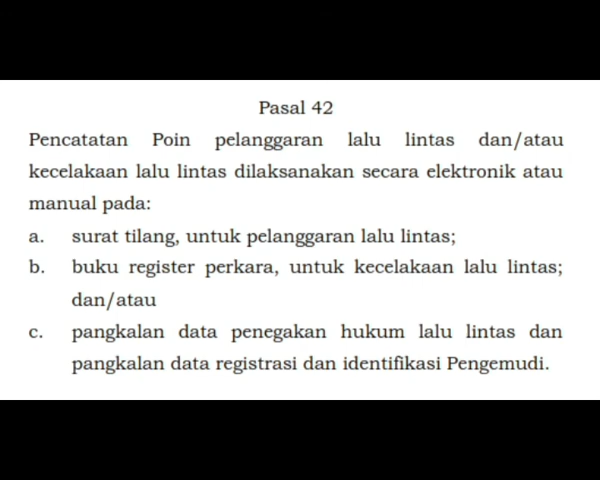 Pasal 42
Pencatatan Poin pelanggaran lalu lintas dan/atau
kecelakaan lalu lintas dilaksanakan secara elektronik atau
manual pada:
a. surat tilang, untuk pelanggaran lalu lintas;
b. buku register perkara, untuk kecelakaan lalu lintas;
dan/atau
c. pangkalan data penegakan hukum lalu lintas dan
pangkalan data registrasi dan identifikasi Pengemudi.